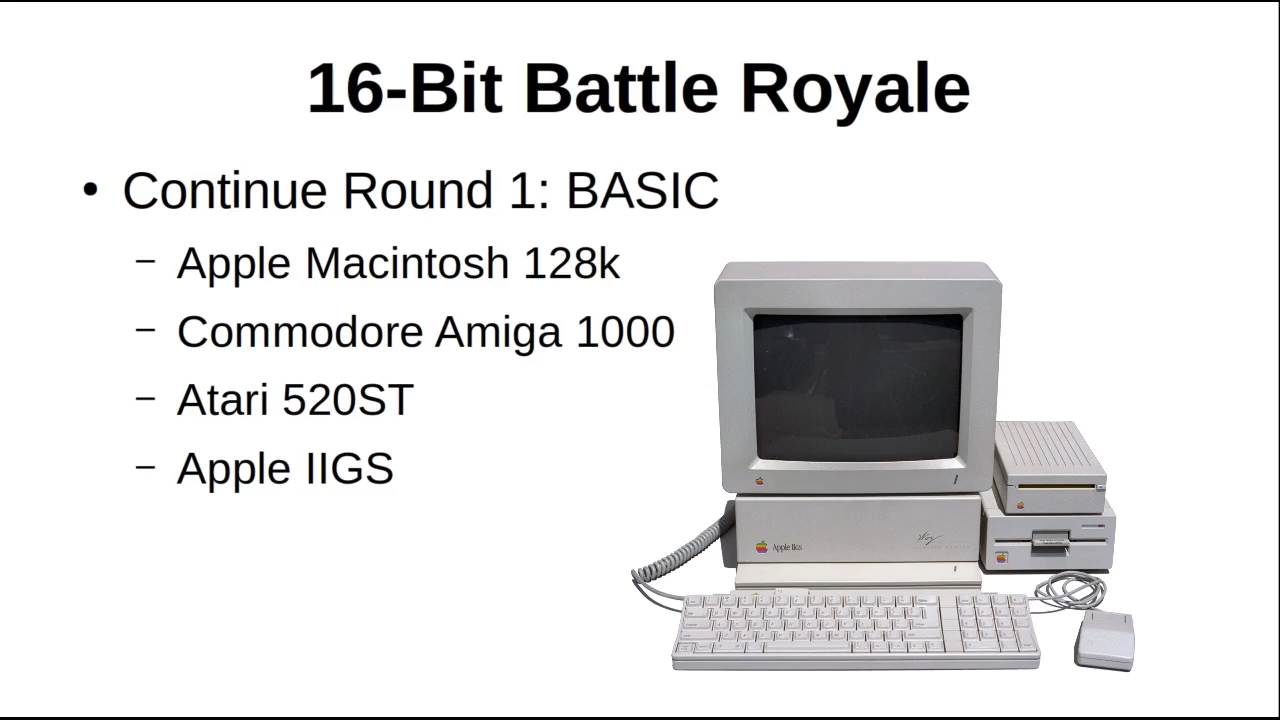 16-Bit Battle Royale
• Continue Round 1: BASIC
– Apple Macintosh 128k
– Commodore Amiga 1000
– Atari 520ST
– Apple IIGS
Apple IIGS